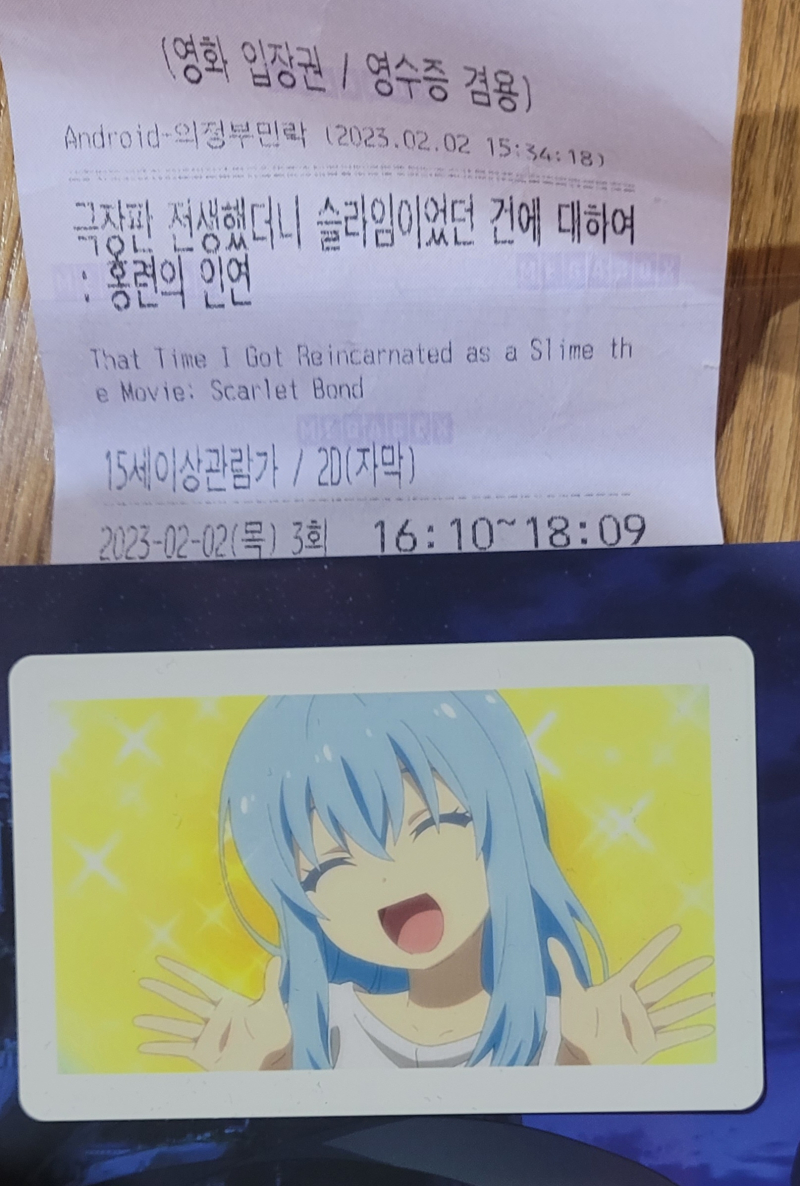 (영화 입장권 / 영수증 겸용)
Android-의정부민락 (2023.02.02 15:34:18)
극장판 전생했더니 슬라임이었던 건에 대하여
: 홍련의 인연
That Time I Got Reincarnated as a Slime th
e Movie: Scarlet Bond
15세이상관람가 / 2D(자막)
2023-02-02(목) 3회 16:10~18:09